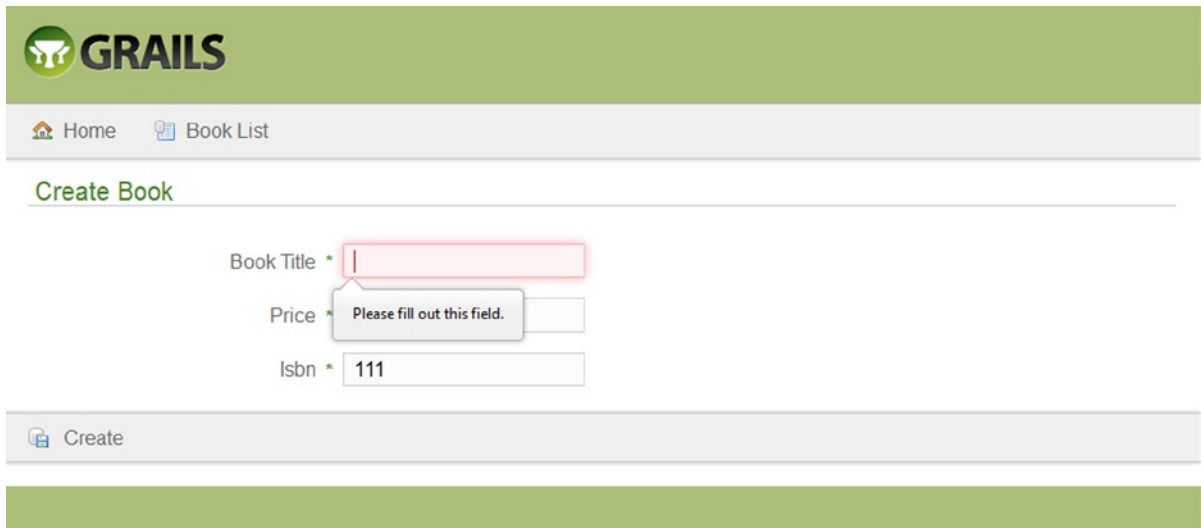 GRAILS
Home Book List
Create Book
Book Title *
Price * Please fill out this field.
Isbn * 111
Create